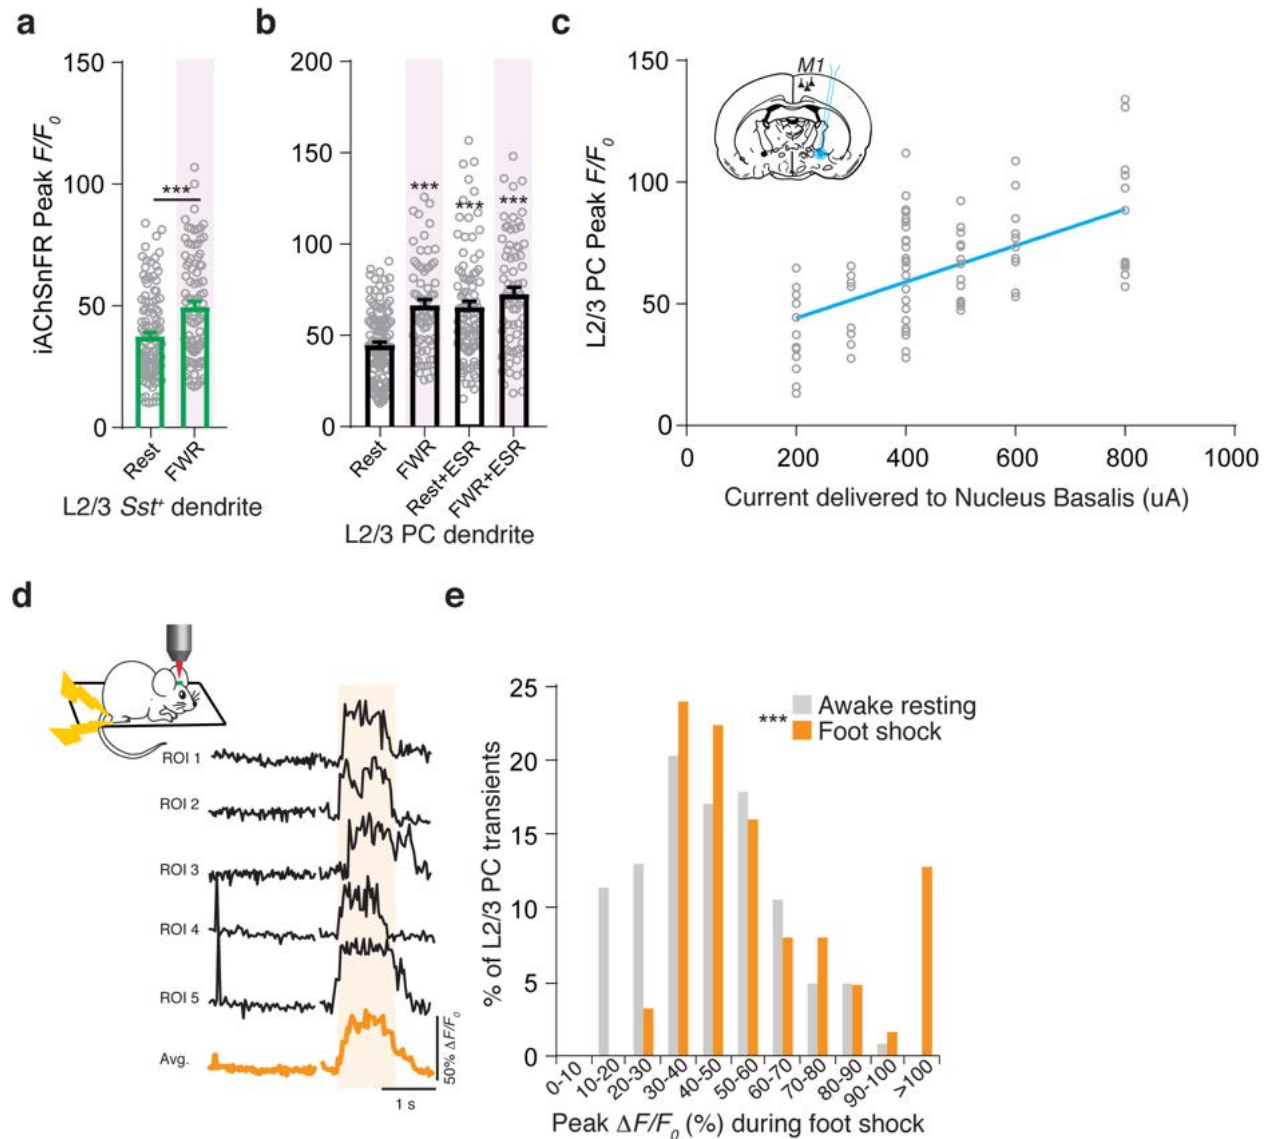 a
150
100
50
0
iAChSnFR Peak F/F0
***
Rest
FWR
L2/3 Sst+ dendrite
b
200
150
100
50
0
***
***
***
Rest
FWR
Rest+ESR
FWR+ESR
L2/3 PC dendrite
c
150
100
50
0
L2/3 PC Peak F/F0
M1
0 200 400 600 800 1000
Current delivered to Nucleus Basalis (uA)
d
ROI 1
ROI 2
ROI 3
ROI 4
ROI 5
Avg.
50% ΔF/F0
1 s
e
25
20
15
10
5
0
% of L2/3 PC transients
*** Awake resting
Foot shock
0-10
10-20
20-30
30-40
40-50
50-60
60-70
70-80
80-90
90-100
>100
Peak ΔF/F0 (%) during foot shock